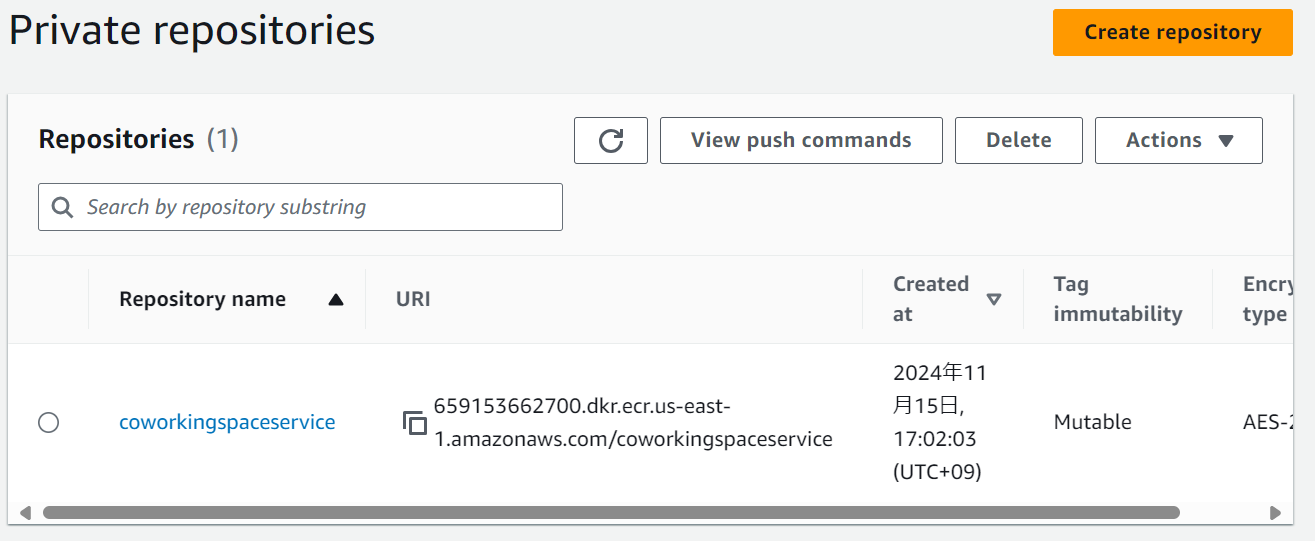 Private repositories
Create repository
Repositories (1)
View push commands
Delete
Actions
Search by repository substring
Repository name
URI
Created
at
Tag
immutability
Encry
type
coworkingspaceservice
659153662700.dkr.ecr.us-east-
1.amazonaws.com/coworkingspaceservice
2024年11
月15日,
17:02:03
(UTC+09)
Mutable
AES-2